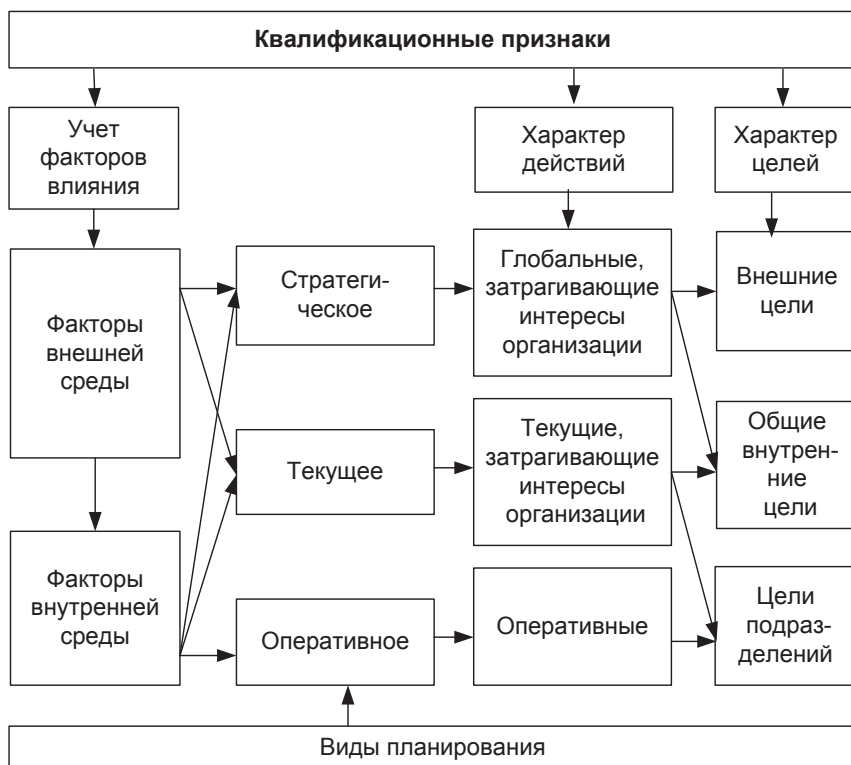 Квалификационные признаки
Учет
факторов
влияния
Характер
действий
Характер
целей
Факторы
внешней
среды
Стратеги-
ческое
Глобальные,
затрагивающие
интересы
организации
Внешние
цели
Текущее
Текущие,
затрагивающие
интересы
организации
Общие
внутрен-
ние
цели
Факторы
внутренней
среды
Оперативное
Оперативные
Цели
подраз-
делений
Виды планирования